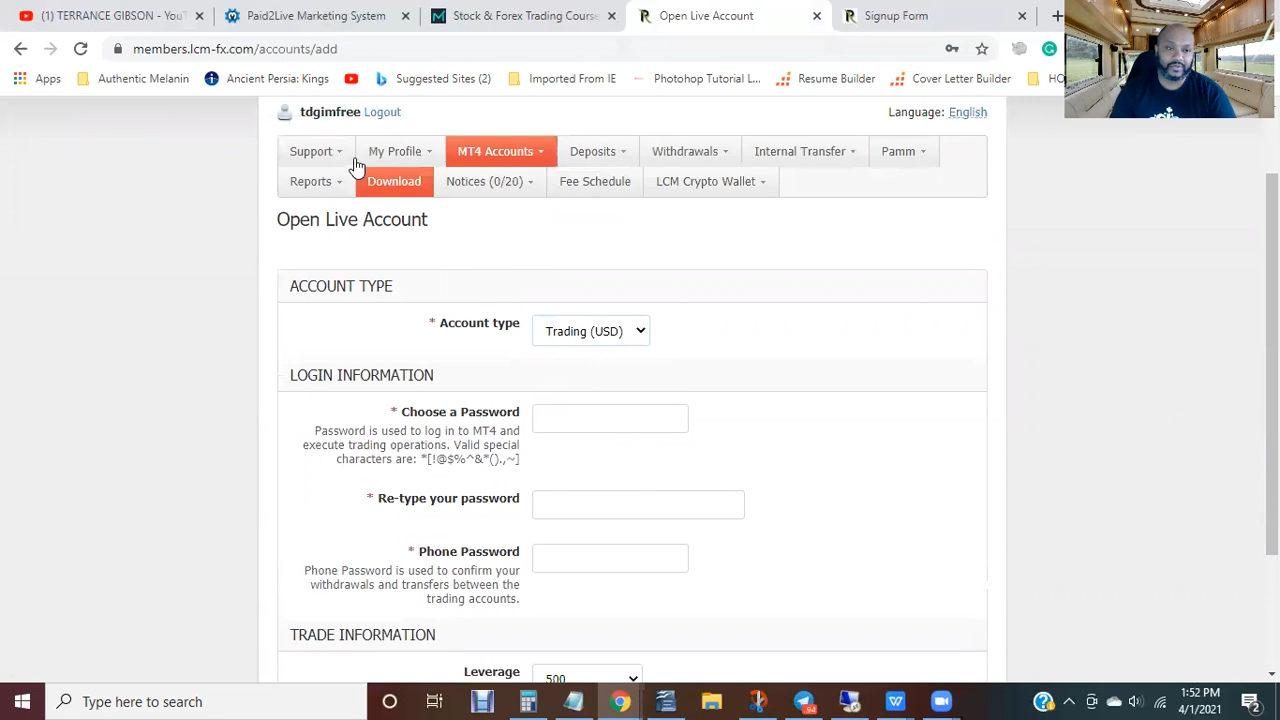 (1) TERRANCE GIBSON - YouT
Paid2Live Marketing System
Stock & Forex Trading Course
Open Live Account
Signup Form
members.lcm-fx.com/accounts/add
Apps
Authentic Melanin
Ancient Persia: Kings
Suggested Sites (2)
Imported From IE
Photohop Tutorial L...
Resume Builder
Cover Letter Builder
HO
tdgimfree Logout
Language: English
Support
My Profile
MT4 Accounts
Deposits
Withdrawals
Internal Transfer
Pamm
Reports
Download
Notices (0/20)
Fee Schedule
LCM Crypto Wallet
Open Live Account
ACCOUNT TYPE
* Account type
Trading (USD)
LOGIN INFORMATION
* Choose a Password
Password is used to log in to MT4 and
execute trading operations. Valid special
characters are: *[!@$%^&*().,~]
* Re-type your password
* Phone Password
Phone Password is used to confirm your
withdrawals and transfers between the
trading accounts.
TRADE INFORMATION
Leverage
500
Type here to search
94
1:52 PM
4/1/2021
2